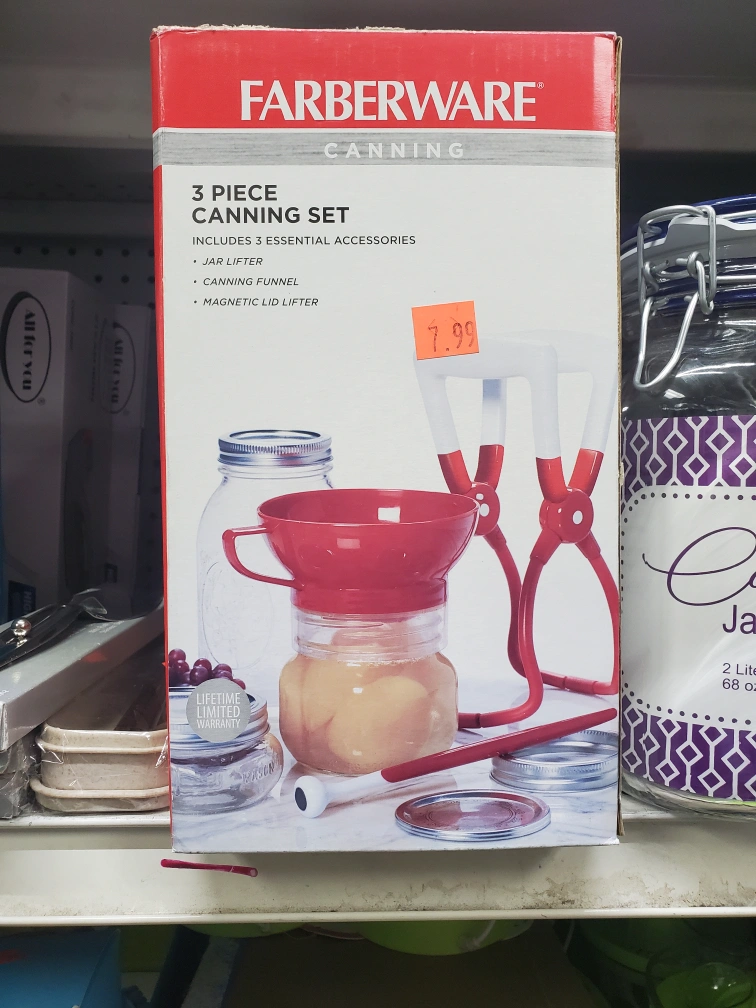 FARBERWARE®
CANNING
3 PIECE
CANNING SET
INCLUDES 3 ESSENTIAL ACCESSORIES
• JAR LIFTER
• CANNING FUNNEL
• MAGNETIC LID LIFTER
7.99
LIFETIME
LIMITED
WARRANTY
Ja
2 Lite
68 oz